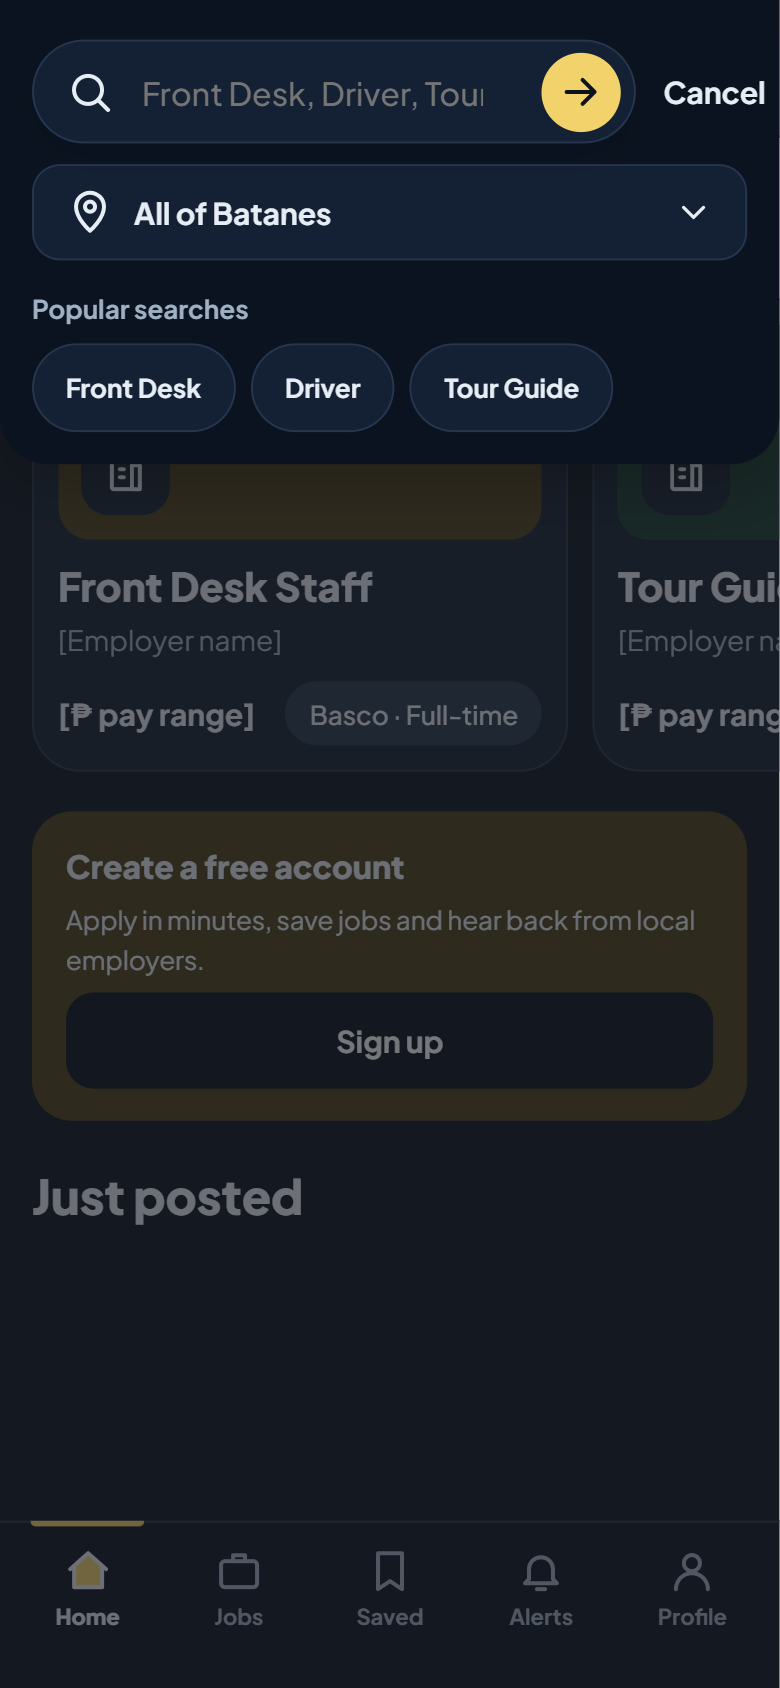 Front Desk, Driver, Tour
Cancel
All of Batanes
Popular searches
Front Desk
Driver
Tour Guide
Front Desk Staff
[Employer name]
[₱ pay range]
Basco · Full-time
Tour Gui
[Employer na
[₱ pay rang
Create a free account
Apply in minutes, save jobs and hear back from local
employers.
Sign up
Just posted
Home
Jobs
Saved
Alerts
Profile